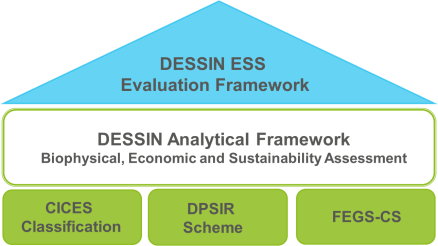 DESSIN ESS
Evaluation Framework
DESSIN Analytical Framework
Biophysical, Economic and Sustainability Assessment
CICES
Classification
DPSIR
Scheme
FEGS-CS